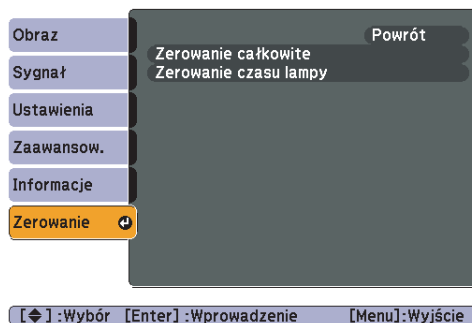 Obraz
Sygnał
Ustawienia
Zaawansow.
Informacje
Zerowanie
Powrót
Zerowanie całkowite
Zerowanie czasu lampy
[ ] :Wybór [Enter] :Wprowadzenie [Menu]:Wyjście